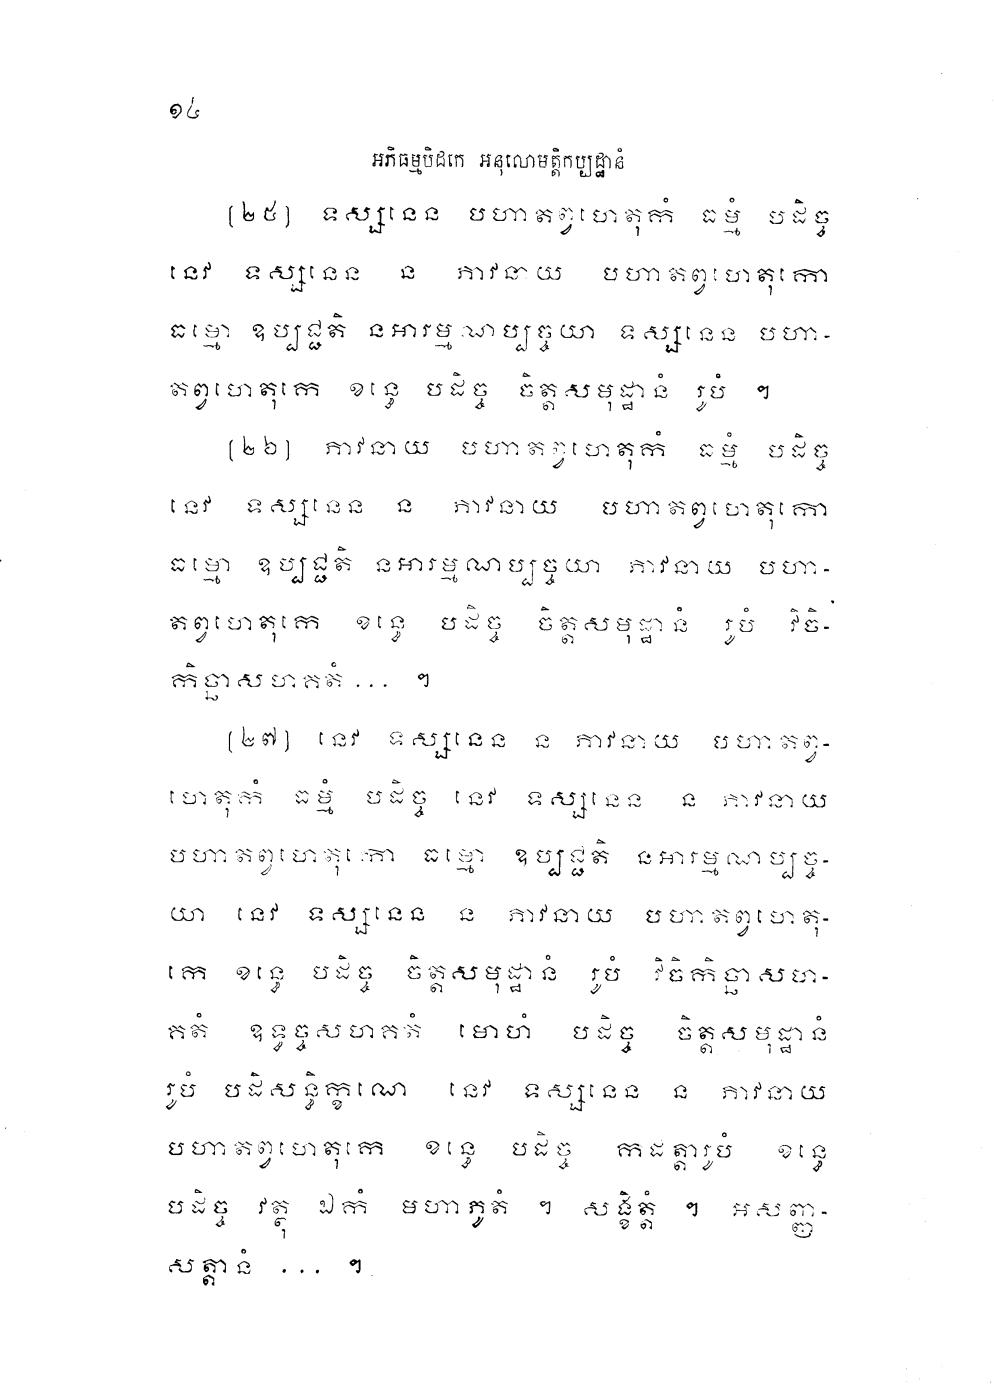 ១៤
អភិធម្មបិដកេ អនុលោមត្តិកប្បដ្ឋានំ
[២៥] ទស្សនេន បហាតព្វហេតុកំ ធម្មំ បដិច្ច
នេវ ទស្សនេន ន ភាវនាយ បហាតព្វហេតុកោ
ធម្មោ ឧប្បជ្ជតិ នអារម្មណប្បច្ចយា ទស្សនេន បហា-
តព្វហេតុកេ ខន្ធេ បដិច្ច ចិត្តសមុដ្ឋានំ រូបំ ។
[២៦] ភាវនាយ បហាតព្វហេតុកំ ធម្មំ បដិច្ច
នេវ ទស្សនេន ន ភាវនាយ បហាតព្វហេតុកោ
ធម្មោ ឧប្បជ្ជតិ នអារម្មណប្បច្ចយា ភាវនាយ បហា-
តព្វហេតុកេ ខន្ធេ បដិច្ច ចិត្តសមុដ្ឋានំ រូបំ វិចិ-
កិច្ឆាសហគតំ ... ។
[២៧] នេវ ទស្សនេន ន ភាវនាយ បហាតព្វ-
ហេតុកំ ធម្មំ បដិច្ច នេវ ទស្សនេន ន ភាវនាយ
បហាតព្វហេតុកោ ធម្មោ ឧប្បជ្ជតិ នអារម្មណប្បច្ច-
យា នេវ ទស្សនេន ន ភាវនាយ បហាតព្វហេតុ-
កេ ខន្ធេ បដិច្ច ចិត្តសមុដ្ឋានំ រូបំ វិចិកិច្ឆាសហ-
គតំ ឧទ្ធច្ចសហគតំ មោហំ បដិច្ច ចិត្តសមុដ្ឋានំ
រូបំ បដិសន្ធិក្ខណេ នេវ ទស្សនេន ន ភាវនាយ
បហាតព្វហេតុកេ ខន្ធេ បដិច្ច កដត្តារូបំ ខន្ធេ
បដិច្ច វត្ថុ ឯកំ មហាភូតំ ។ សង្ខិត្តំ ។ អសញ្ញ-
សត្តានំ ... ។